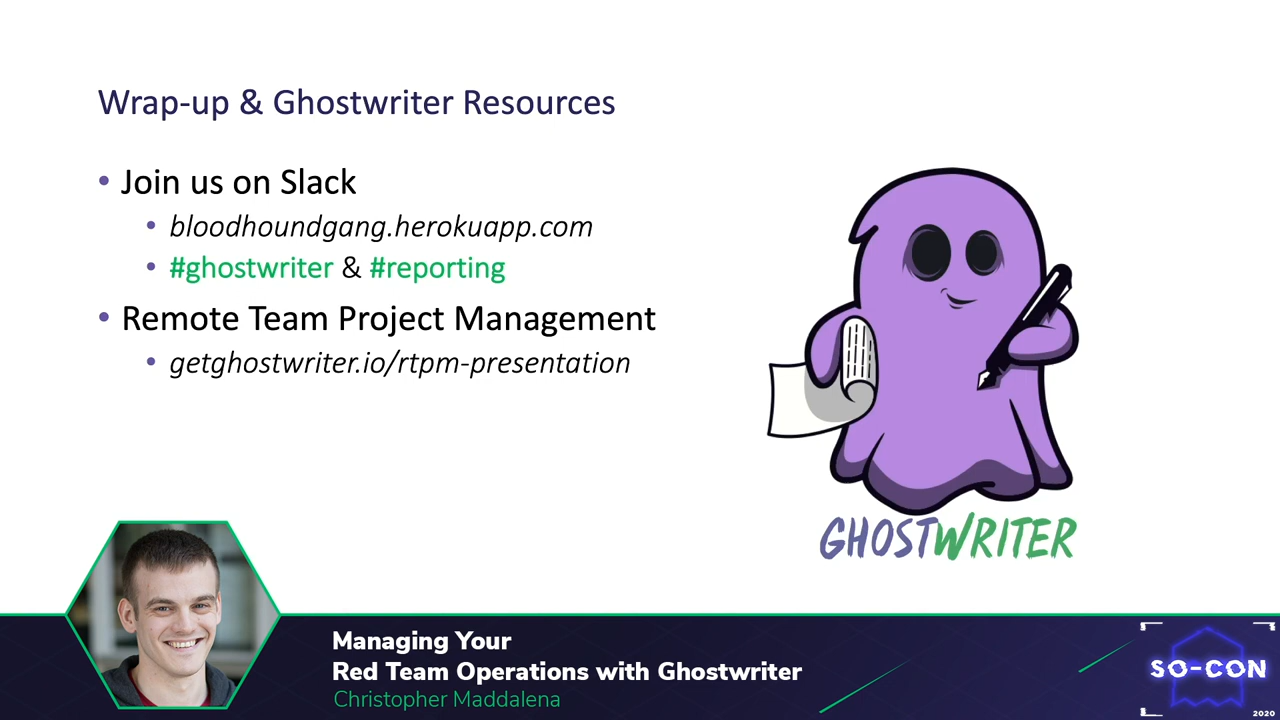 Wrap-up & Ghostwriter Resources
• Join us on Slack
• bloodhoundgang.herokuapp.com
• #ghostwriter & #reporting
• Remote Team Project Management
• getghostwriter.io/rtpm-presentation
GHOSTWRITER
Managing Your
Red Team Operations with Ghostwriter
Christopher Maddalena
SO-CON
2020